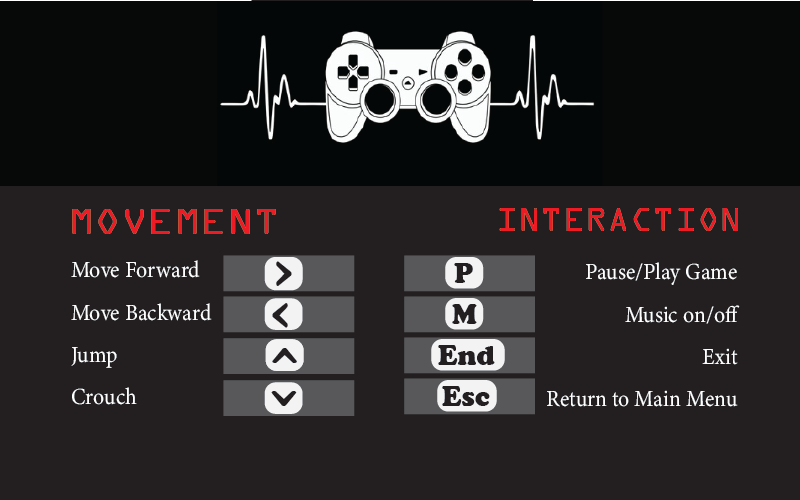 MOVEMENT
INTERACTION
Move Forward
P
Pause/Play Game
Move Backward
M
Music on/off
Jump
End
Exit
Crouch
Esc
Return to Main Menu